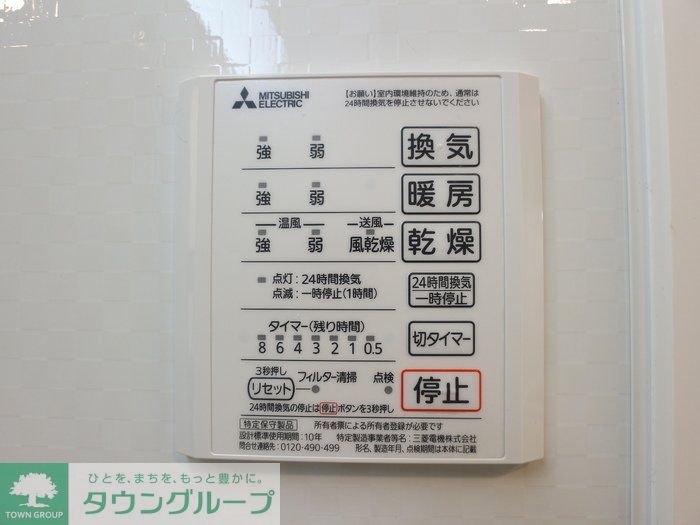 MITSUBISHI
ELECTRIC
【お願い】室内環境維持のため、通常は
24時間換気を停止させないでください
強 弱 換気
強 弱 暖房
温風 送風
強 弱 風乾燥 乾燥
点灯:24時間換気
点滅:一時停止(1時間)
24時間換気
一時停止
タイマー(残り時間)
8 6 4 3 2 1 0.5
切タイマー
3秒押し
リセット フィルター清掃 点検
停止
24時間換気の停止は停止ボタンを3秒押し
特定保守製品 所有者票による所有者登録が必要です
設計標準使用期間:10年 特定製造事業者等名:三菱電機株式会社
問合せ連絡先:0120-490-499 形名、製造年月、点検期間は本体に記載
ひとを、まちを、もっと豊かに。
タウングループ
TOWN GROUP